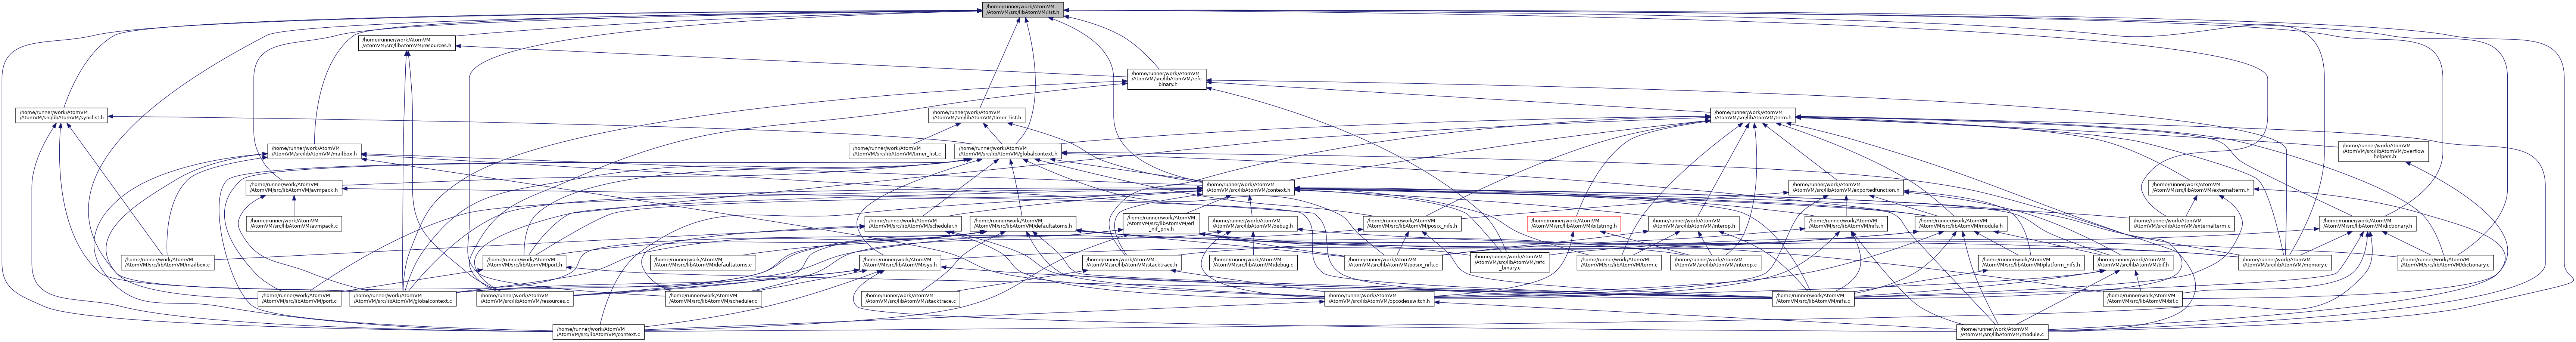 /home/runner/work/AtomVM
/AtomVM/src/libAtomVM/list.h
/home/runner/work/AtomVM
/AtomVM/src/libAtomVM/resources.h
/home/runner/work/AtomVM
/AtomVM/src/libAtomVM/refc
_binary.h
/home/runner/work/AtomVM
/AtomVM/src/libAtomVM/synclist.h
/home/runner/work/AtomVM
/AtomVM/src/libAtomVM/timer_list.h
/home/runner/work/AtomVM
/AtomVM/src/libAtomVM/term.h
/home/runner/work/AtomVM
/AtomVM/src/libAtomVM/mailbox.h
/home/runner/work/AtomVM
/AtomVM/src/libAtomVM/timer_list.c
/home/runner/work/AtomVM
/AtomVM/src/libAtomVM/globalcontext.h
/home/runner/work/AtomVM
/AtomVM/src/libAtomVM/overflow
_helpers.h
/home/runner/work/AtomVM
/AtomVM/src/libAtomVM/avmpack.h
/home/runner/work/AtomVM
/AtomVM/src/libAtomVM/context.h
/home/runner/work/AtomVM
/AtomVM/src/libAtomVM/exportedfunction.h
/home/runner/work/AtomVM
/AtomVM/src/libAtomVM/externalterm.h
/home/runner/work/AtomVM
/AtomVM/src/libAtomVM/avmpack.c
/home/runner/work/AtomVM
/AtomVM/src/libAtomVM/scheduler.h
/home/runner/work/AtomVM
/AtomVM/src/libAtomVM/defaultatoms.h
/home/runner/work/AtomVM
/AtomVM/src/libAtomVM/erl
_nif_priv.h
/home/runner/work/AtomVM
/AtomVM/src/libAtomVM/debug.h
/home/runner/work/AtomVM
/AtomVM/src/libAtomVM/posix_nifs.h
/home/runner/work/AtomVM
/AtomVM/src/libAtomVM/bitstring.h
/home/runner/work/AtomVM
/AtomVM/src/libAtomVM/interop.h
/home/runner/work/AtomVM
/AtomVM/src/libAtomVM/nifs.h
/home/runner/work/AtomVM
/AtomVM/src/libAtomVM/module.h
/home/runner/work/AtomVM
/AtomVM/src/libAtomVM/externalterm.c
/home/runner/work/AtomVM
/AtomVM/src/libAtomVM/dictionary.h
/home/runner/work/AtomVM
/AtomVM/src/libAtomVM/mailbox.c
/home/runner/work/AtomVM
/AtomVM/src/libAtomVM/port.h
/home/runner/work/AtomVM
/AtomVM/src/libAtomVM/defaultatoms.c
/home/runner/work/AtomVM
/AtomVM/src/libAtomVM/sys.h
/home/runner/work/AtomVM
/AtomVM/src/libAtomVM/stacktrace.h
/home/runner/work/AtomVM
/AtomVM/src/libAtomVM/debug.c
/home/runner/work/AtomVM
/AtomVM/src/libAtomVM/posix_nifs.c
/home/runner/work/AtomVM
/AtomVM/src/libAtomVM/refc
_binary.c
/home/runner/work/AtomVM
/AtomVM/src/libAtomVM/term.c
/home/runner/work/AtomVM
/AtomVM/src/libAtomVM/interop.c
/home/runner/work/AtomVM
/AtomVM/src/libAtomVM/platform_nifs.h
/home/runner/work/AtomVM
/AtomVM/src/libAtomVM/bif.h
/home/runner/work/AtomVM
/AtomVM/src/libAtomVM/memory.c
/home/runner/work/AtomVM
/AtomVM/src/libAtomVM/dictionary.c
/home/runner/work/AtomVM
/AtomVM/src/libAtomVM/port.c
/home/runner/work/AtomVM
/AtomVM/src/libAtomVM/globalcontext.c
/home/runner/work/AtomVM
/AtomVM/src/libAtomVM/resources.c
/home/runner/work/AtomVM
/AtomVM/src/libAtomVM/scheduler.c
/home/runner/work/AtomVM
/AtomVM/src/libAtomVM/stacktrace.c
/home/runner/work/AtomVM
/AtomVM/src/libAtomVM/opcodesswitch.h
/home/runner/work/AtomVM
/AtomVM/src/libAtomVM/nifs.c
/home/runner/work/AtomVM
/AtomVM/src/libAtomVM/bif.c
/home/runner/work/AtomVM
/AtomVM/src/libAtomVM/context.c
/home/runner/work/AtomVM
/AtomVM/src/libAtomVM/module.c